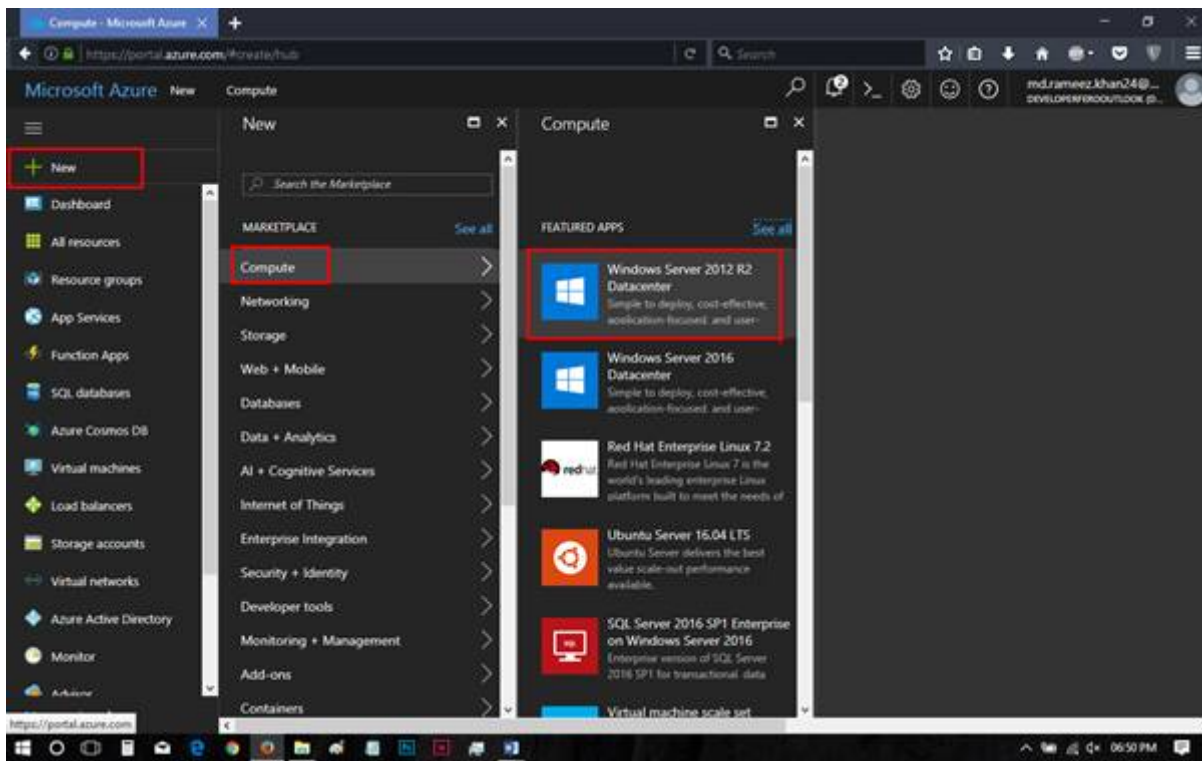 Compute - Microsoft Azure
https://portal.azure.com/#create/hub
Search
Microsoft Azure New Compute
md.rameez.khan24@...
New
Dashboard
All resources
Resource groups
App Services
Function Apps
SQL databases
Azure Cosmos DB
Virtual machines
Load balancers
Storage accounts
Virtual networks
Azure Active Directory
Monitor
Advisor
https://portal.azure.com
New
Search the Marketplace
MARKETPLACE See all
Compute
Networking
Storage
Web + Mobile
Databases
Data + Analytics
AI + Cognitive Services
Internet of Things
Enterprise Integration
Security + Identity
Developer tools
Monitoring + Management
Add-ons
Containers
Compute
FEATURED APPS See all
Windows Server 2012 R2
Datacenter
Simple to deploy, cost-effective,
application-focused, and user-
Windows Server 2016
Datacenter
Simple to deploy, cost-effective,
application-focused, and user-
redhat
Red Hat Enterprise Linux 7.2
Red Hat Enterprise Linux 7 is the
world's leading enterprise Linux
platform built to meet the needs of
Ubuntu Server 16.04 LTS
Ubuntu Server delivers the best
value scale-out performance
available.
SQL Server 2016 SP1 Enterprise
on Windows Server 2016
Enterprise version of SQL Server
2016 SP1 for transactional, data
Virtual machine scale set
06:50 PM